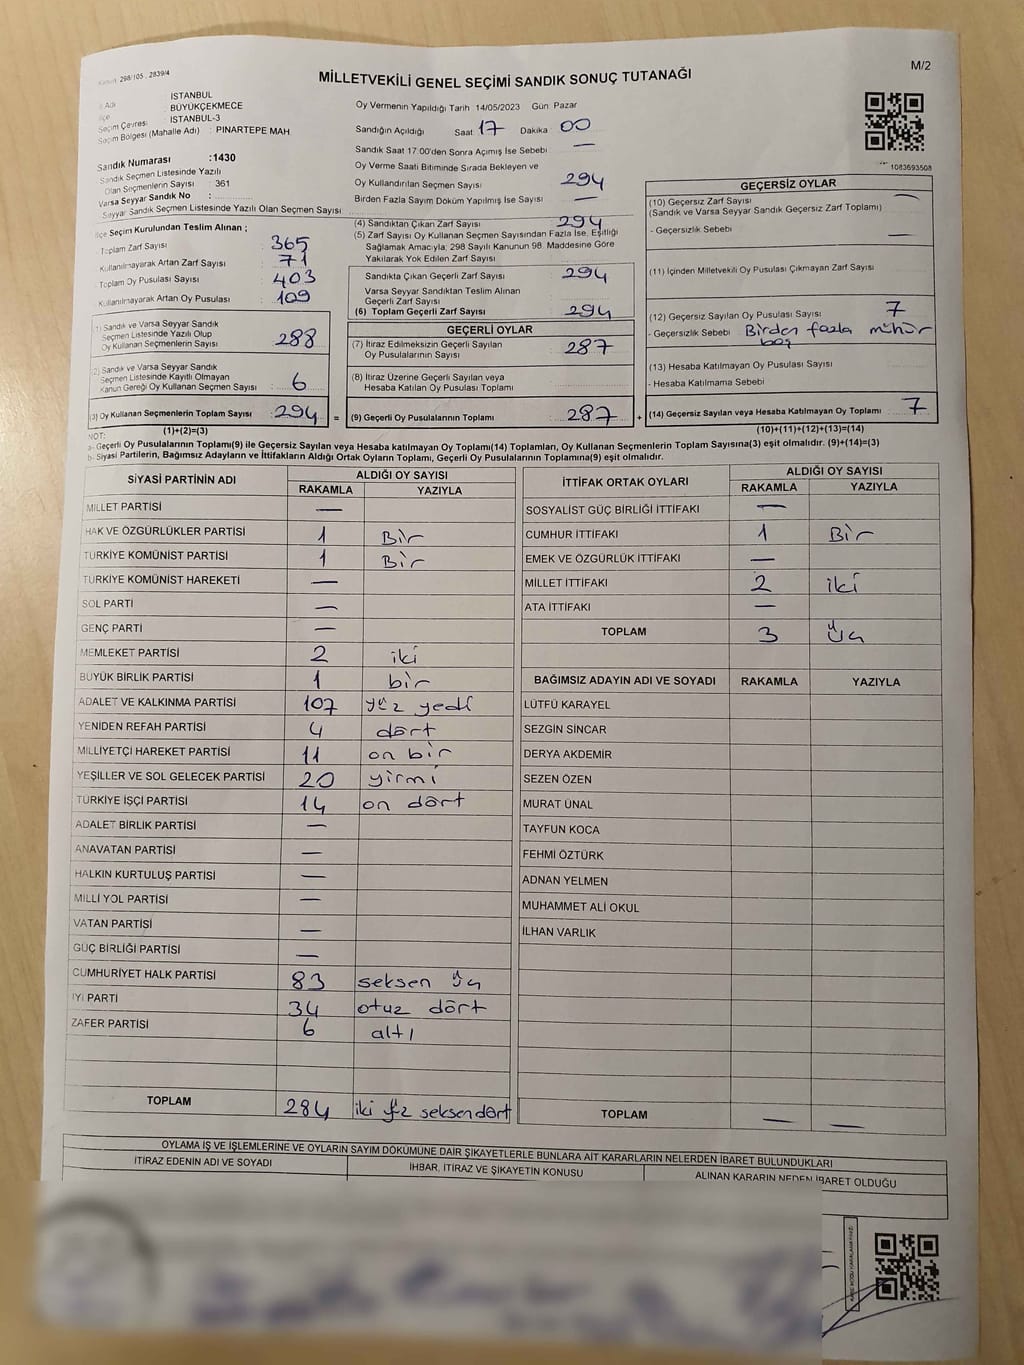 298/105 , 2839/4
MİLLETVEKİLİ GENEL SEÇİMİ SANDIK SONUÇ TUTANAĞI
M/2
İl Adı : İSTANBUL
İlçe : BÜYÜKÇEKMECE
Seçim Çevresi : İSTANBUL-3
Seçim Bölgesi (Mahalle Adı) : PINARTEPE MAH.
Sandık Numarası :1430
Sandık Seçmen Listesinde Yazılı
Olan Seçmenlerin Sayısı : 361
Varsa Seyyar Sandık No :
Seyyar Sandık Seçmen Listesinde Yazılı Olan Seçmen Sayısı :
Oy Vermenin Yapıldığı Tarih 14/05/2023 Gün Pazar
Sandığın Açıldığı Saat 17 Dakika 00
Sandık Saat 17:00'den Sonra Açımış İse Sebebi —
Oy Verme Saati Bitiminde Sırada Bekleyen ve
Oy Kullandırılan Seçmen Sayısı 294
Birden Fazla Sayım Döküm Yapılmış İse Sayısı —
1083693508
İlçe Seçim Kurulundan Teslim Alınan ;
Toplam Zarf Sayısı : 365
Kullanılmayarak Artan Zarf Sayısı : 71
Toplam Oy Pusulası Sayısı : 403
Kullanılmayarak Artan Oy Pusulası : 109
(1) Sandık ve Varsa Seyyar Sandık
Seçmen Listesinde Yazılı Olup
Oy Kullanan Seçmenlerin Sayısı : 288
(2) Sandık ve Varsa Seyyar Sandık
Seçmen Listesinde Kayıtlı Olmayan
Kanun Gereği Oy Kullanan Seçmen Sayısı : 6
(3) Oy Kullanan Seçmenlerin Toplam Sayısı : 294 =
(1)+(2)=(3)
(4) Sandıktan Çıkan Zarf Sayısı 294
(5) Zarf Sayısı Oy Kullanan Seçmen Sayısından Fazla İse, Eşitliği
Sağlamak Amacıyla; 298 Sayılı Kanunun 98. Maddesine Göre
Yakılarak Yok Edilen Zarf Sayısı
Sandıkta Çıkan Geçerli Zarf Sayısı 294
Varsa Seyyar Sandıktan Teslim Alınan
Geçerli Zarf Sayısı
(6) Toplam Geçerli Zarf Sayısı 294
GEÇERLİ OYLAR
(7) İtiraz Edilmeksizin Geçerli Sayılan
Oy Pusulalarının Sayısı 287
(8) İtiraz Üzerine Geçerli Sayılan veya
Hesaba Katılan Oy Pusulası Toplamı
(9) Geçerli Oy Pusulalarının Toplamı 287 +
GEÇERSİZ OYLAR
(10) Geçersiz Zarf Sayısı —
(Sandık ve Varsa Seyyar Sandık Geçersiz Zarf Toplamı)
- Geçersizlik Sebebi —
(11) İçinden Milletvekili Oy Pusulası Çıkmayan Zarf Sayısı
(12) Geçersiz Sayılan Oy Pusulası Sayısı 7
- Geçersizlik Sebebi Birden fazla mühür
boş
(13) Hesaba Katılmayan Oy Pusulası Sayısı
- Hesaba Katılmama Sebebi
(14) Geçersiz Sayılan veya Hesaba Katılmayan Oy Toplamı 7
(10)+(11)+(12)+(13)=(14)
NOT:
a- Geçerli Oy Pusulalarının Toplamı(9) ile Geçersiz Sayılan veya Hesaba katılmayan Oy Toplamı(14) Toplamları, Oy Kullanan Seçmenlerin Toplam Sayısına(3) eşit olmalıdır. (9)+(14)=(3)
b- Siyasi Partilerin, Bağımsız Adayların ve İttifakların Aldığı Ortak Oyların Toplamı, Geçerli Oy Pusulalarının Toplamına(9) eşit olmalıdır.
SİYASİ PARTİNİN ADI
ALDIĞI OY SAYISI
RAKAMLA YAZIYLA
MİLLET PARTİSİ —
HAK VE ÖZGÜRLÜKLER PARTİSİ 1 Bir
TÜRKİYE KOMÜNİST PARTİSİ 1 Bir
TÜRKİYE KOMÜNİST HAREKETİ —
SOL PARTİ —
GENÇ PARTİ —
MEMLEKET PARTİSİ 2 iki
BÜYÜK BİRLİK PARTİSİ 1 bir
ADALET VE KALKINMA PARTİSİ 107 yüz yedi
YENİDEN REFAH PARTİSİ 4 dört
MİLLİYETÇİ HAREKET PARTİSİ 11 on bir
YEŞİLLER VE SOL GELECEK PARTİSİ 20 yirmi
TÜRKİYE İŞÇİ PARTİSİ 14 on dört
ADALET BİRLİK PARTİSİ —
ANAVATAN PARTİSİ —
HALKIN KURTULUŞ PARTİSİ —
MİLLİ YOL PARTİSİ —
VATAN PARTİSİ —
GÜÇ BİRLİĞİ PARTİSİ —
CUMHURİYET HALK PARTİSİ 83 seksen üç
İYİ PARTİ 34 otuz dört
ZAFER PARTİSİ 6 altı
TOPLAM 284 iki yüz seksendört
İTTİFAK ORTAK OYLARI
ALDIĞI OY SAYISI
RAKAMLA YAZIYLA
SOSYALİST GÜÇ BİRLİĞİ İTTİFAKI —
CUMHUR İTTİFAKI 1 Bir
EMEK VE ÖZGÜRLÜK İTTİFAKI —
MİLLET İTTİFAKI 2 iki
ATA İTTİFAKI —
TOPLAM 3 üç
BAĞIMSIZ ADAYIN ADI VE SOYADI RAKAMLA YAZIYLA
LÜTFÜ KARAYEL
SEZGİN SİNCAR
DERYA AKDEMİR
SEZEN ÖZEN
MURAT ÜNAL
TAYFUN KOCA
FEHMİ ÖZTÜRK
ADNAN YELMEN
MUHAMMET ALİ OKUL
İLHAN VARLIK
TOPLAM — —
OYLAMA İŞ VE İŞLEMLERİNE VE OYLARIN SAYIM DÖKÜMÜNE DAİR ŞİKAYETLERLE BUNLARA AİT KARARLARIN NELERDEN İBARET BULUNDUKLARI
İTİRAZ EDENİN ADI VE SOYADI
İHBAR, İTİRAZ VE ŞİKAYETİN KONUSU
ALINAN KARARIN NEDEN İBARET OLDUĞU